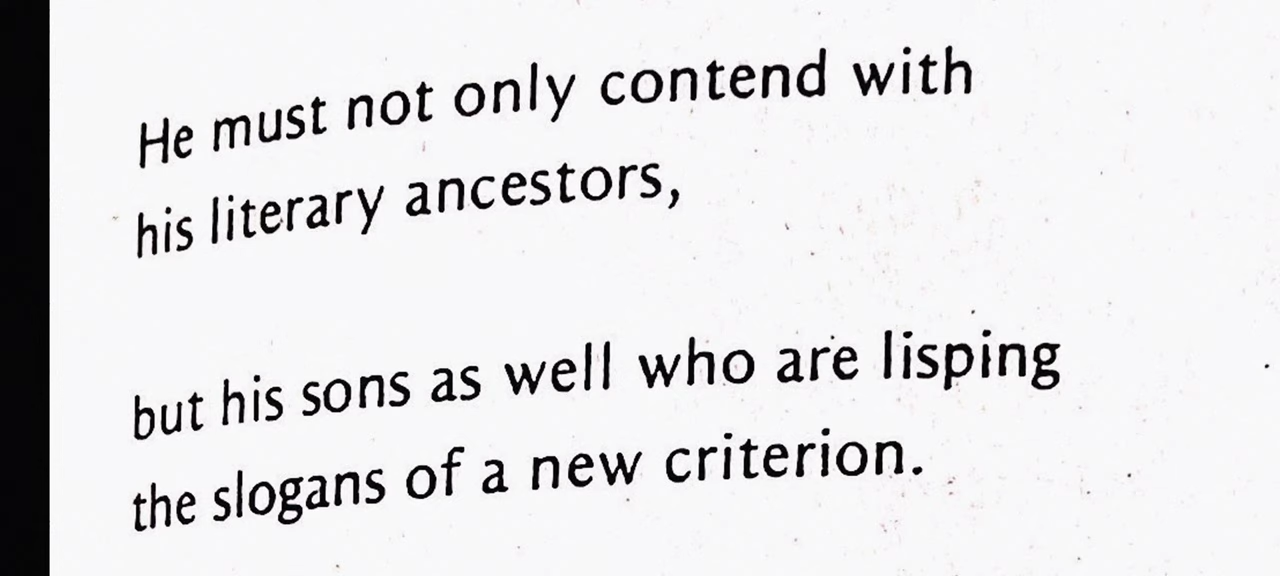 He must not only contend with
his literary ancestors,
but his sons as well who are lisping
the slogans of a new criterion.